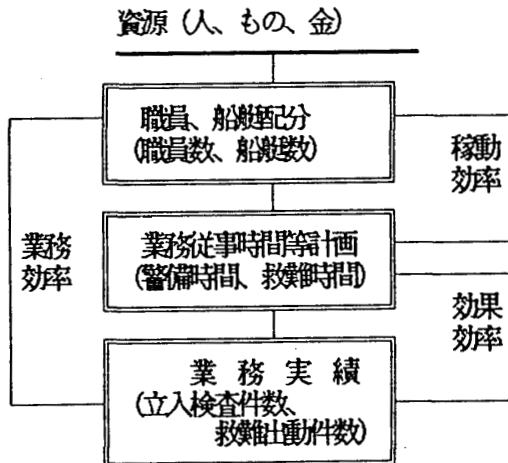 資源（人、もの、金）
職員、船艇配分
(職員数、船艇数)
稼動
効率
業務
効率
業務従事時間等計画
(警備時間、救難時間)
効果
効率
業務実績
(立入検査件数、
救難出動件数)